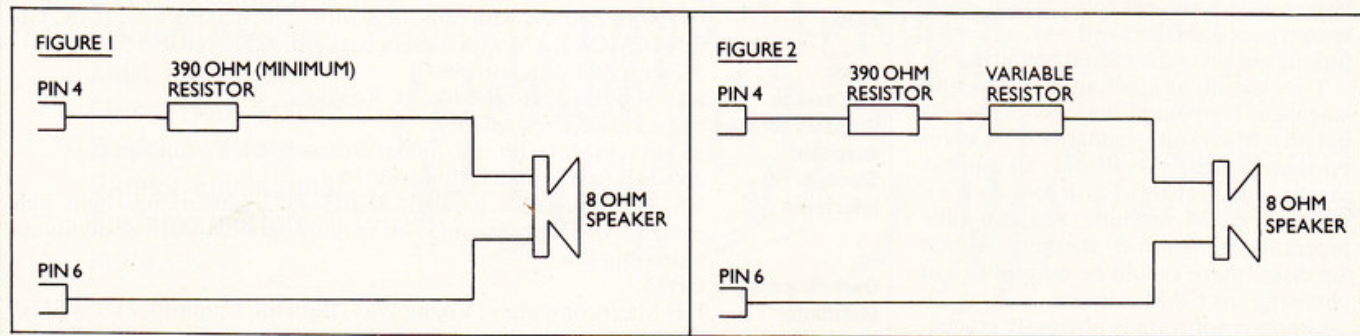 FIGURE 1
390 OHM (MINIMUM)
RESISTOR
PIN 4
8 OHM
SPEAKER
PIN 6
FIGURE 2
390 OHM
RESISTOR
VARIABLE
RESISTOR
PIN 4
8 OHM
SPEAKER
PIN 6